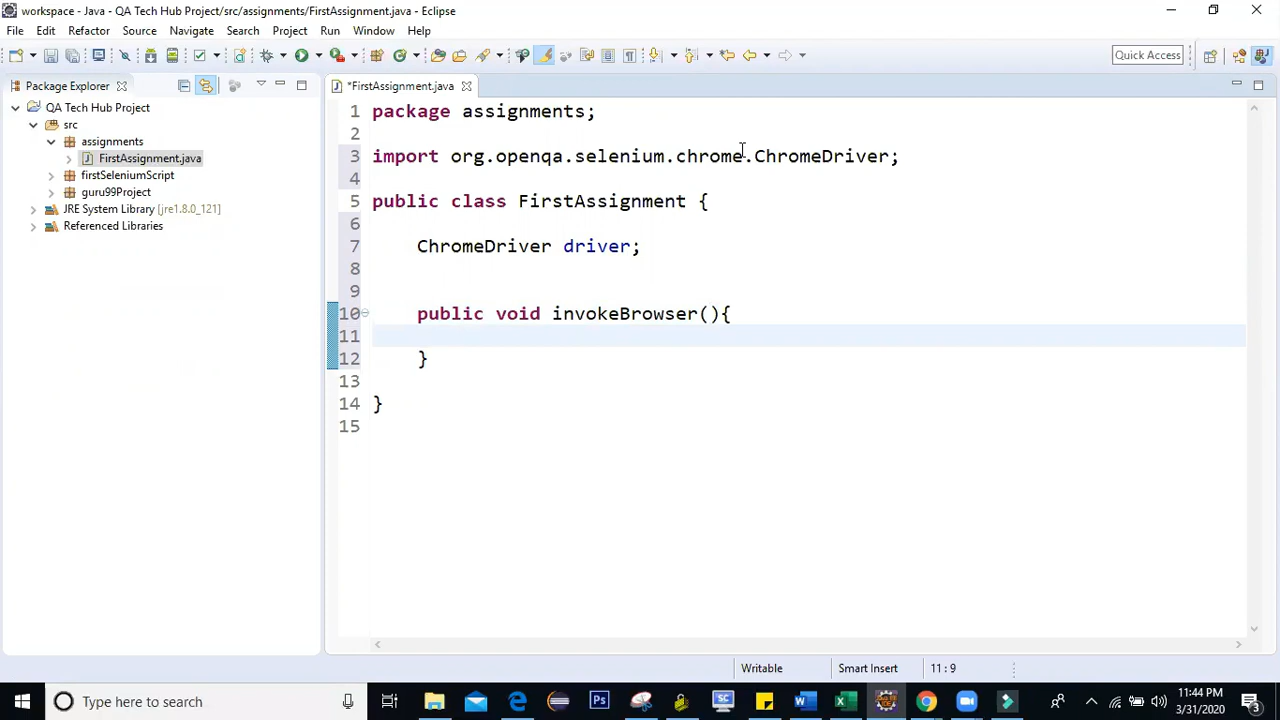 workspace - Java - QA Tech Hub Project/src/assignments/FirstAssignment.java - Eclipse
File Edit Refactor Source Navigate Search Project Run Window Help
Quick Access
Package Explorer
*FirstAssignment.java
QA Tech Hub Project
src
assignments
FirstAssignment.java
firstSeleniumScript
guru99Project
JRE System Library [jre1.8.0_121]
Referenced Libraries
1 package assignments;
2
3 import org.openqa.selenium.chrome.ChromeDriver;
4
5 public class FirstAssignment {
6
7 ChromeDriver driver;
8
9
10 public void invokeBrowser(){
11
12 }
13
14 }
15
Writable Smart Insert 11 : 9
Type here to search
Ps
SC
11:44 PM
3/31/2020
3